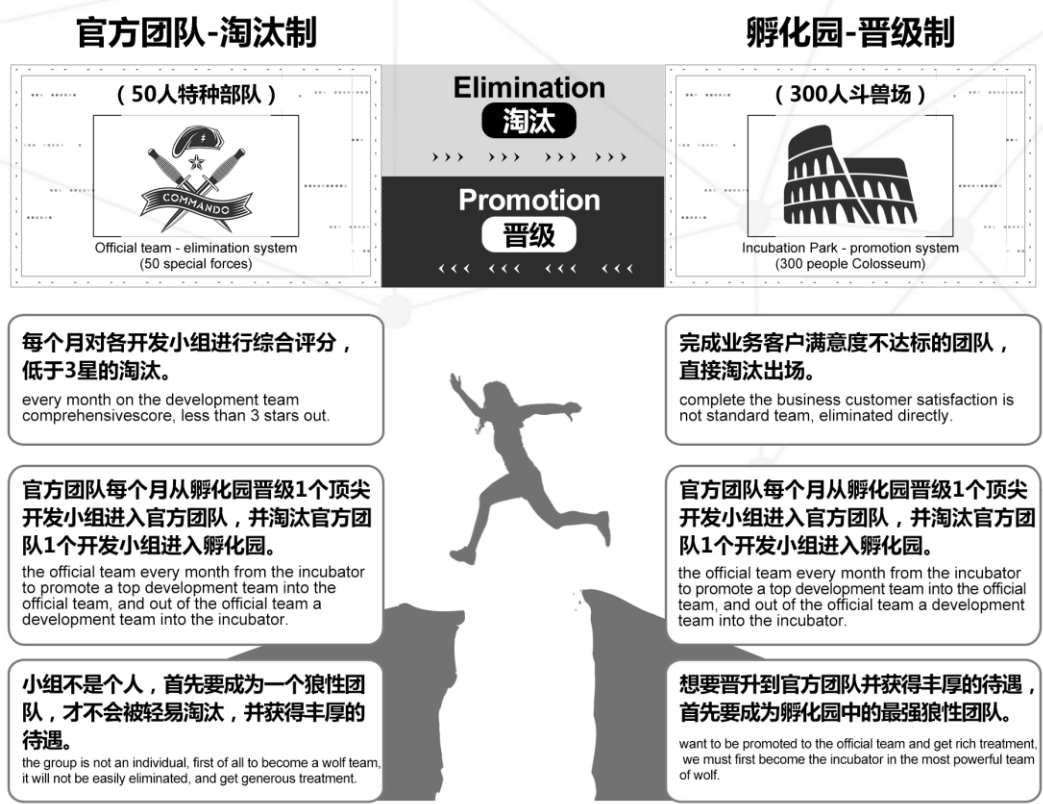 官方团队-淘汰制
（50人特种部队）
COMMANDO
Official team - elimination system
(50 special forces)
Elimination
淘汰
Promotion
晋级
孵化园-晋级制
（300人斗兽场）
Incubation Park - promotion system
(300 people Colosseum)
每个月对各开发小组进行综合评分，
低于3星的淘汰。
every month on the development team
comprehensivescore, less than 3 stars out.
官方团队每个月从孵化园晋级1个顶尖
开发小组进入官方团队，并淘汰官方团
队1个开发小组进入孵化园。
the official team every month from the incubator
to promote a top development team into the
official team, and out of the official team a
development team into the incubator.
小组不是个人，首先要成为一个狼性团
队，才不会被轻易淘汰，并获得丰厚的
待遇。
the group is not an individual, first of all to become a wolf team,
it will not be easily eliminated, and get generous treatment.
完成业务客户满意度不达标的团队，
直接淘汰出场。
complete the business customer satisfaction is
not standard team, eliminated directly.
官方团队每个月从孵化园晋级1个顶尖
开发小组进入官方团队，并淘汰官方团
队1个开发小组进入孵化园。
the official team every month from the incubator
to promote a top development team into the official
team, and out of the official team a development
team into the incubator.
想要晋升到官方团队并获得丰厚的待遇，
首先要成为孵化园中的最强狼性团队。
want to be promoted to the official team and get rich treatment,
we must first become the incubator in the most powerful team
of wolf.